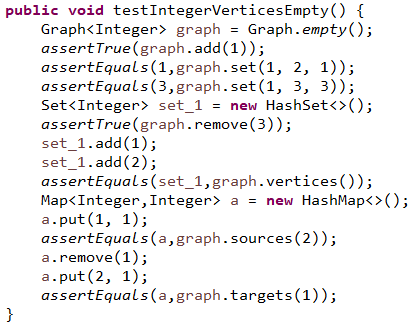 public void testIntegerVerticesEmpty() {
    Graph<Integer> graph = Graph.empty();
    assertTrue(graph.add(1));
    assertEquals(1,graph.set(1, 2, 1));
    assertEquals(3,graph.set(1, 3, 3));
    Set<Integer> set_1 = new HashSet<>();
    assertTrue(graph.remove(3));
    set_1.add(1);
    set_1.add(2);
    assertEquals(set_1,graph.vertices());
    Map<Integer,Integer> a = new HashMap<>();
    a.put(1, 1);
    assertEquals(a,graph.sources(2));
    a.remove(1);
    a.put(2, 1);
    assertEquals(a,graph.targets(1));
}